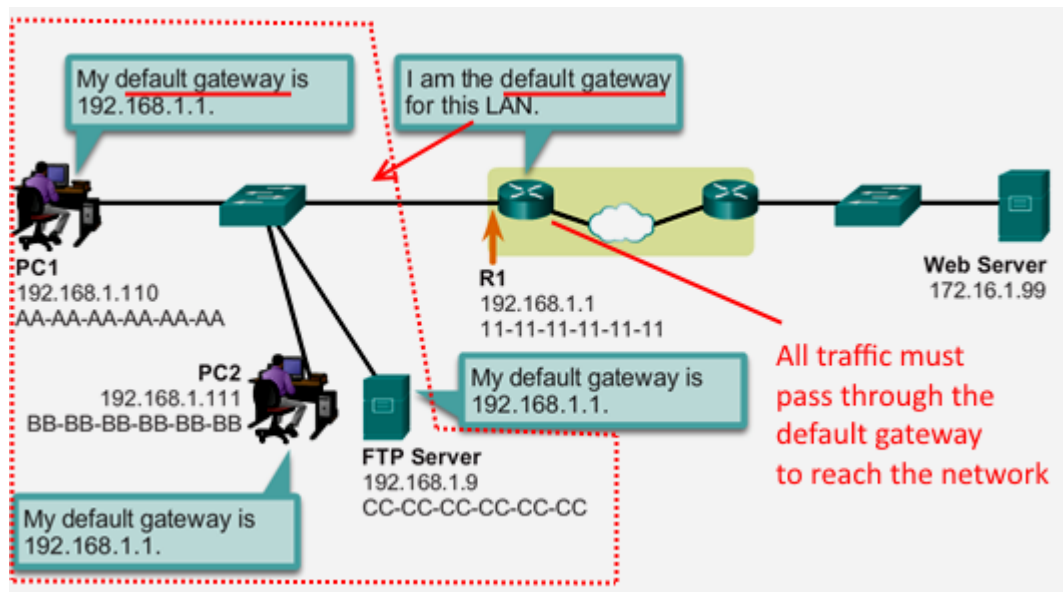 My default gateway is
192.168.1.1.
I am the default gateway
for this LAN.
PC1
192.168.1.110
AA-AA-AA-AA-AA-AA
R1
192.168.1.1
11-11-11-11-11-11
Web Server
172.16.1.99
PC2
192.168.1.111
BB-BB-BB-BB-BB-BB
My default gateway is
192.168.1.1.
All traffic must
pass through the
default gateway
to reach the network
FTP Server
192.168.1.9
CC-CC-CC-CC-CC-CC
My default gateway is
192.168.1.1.